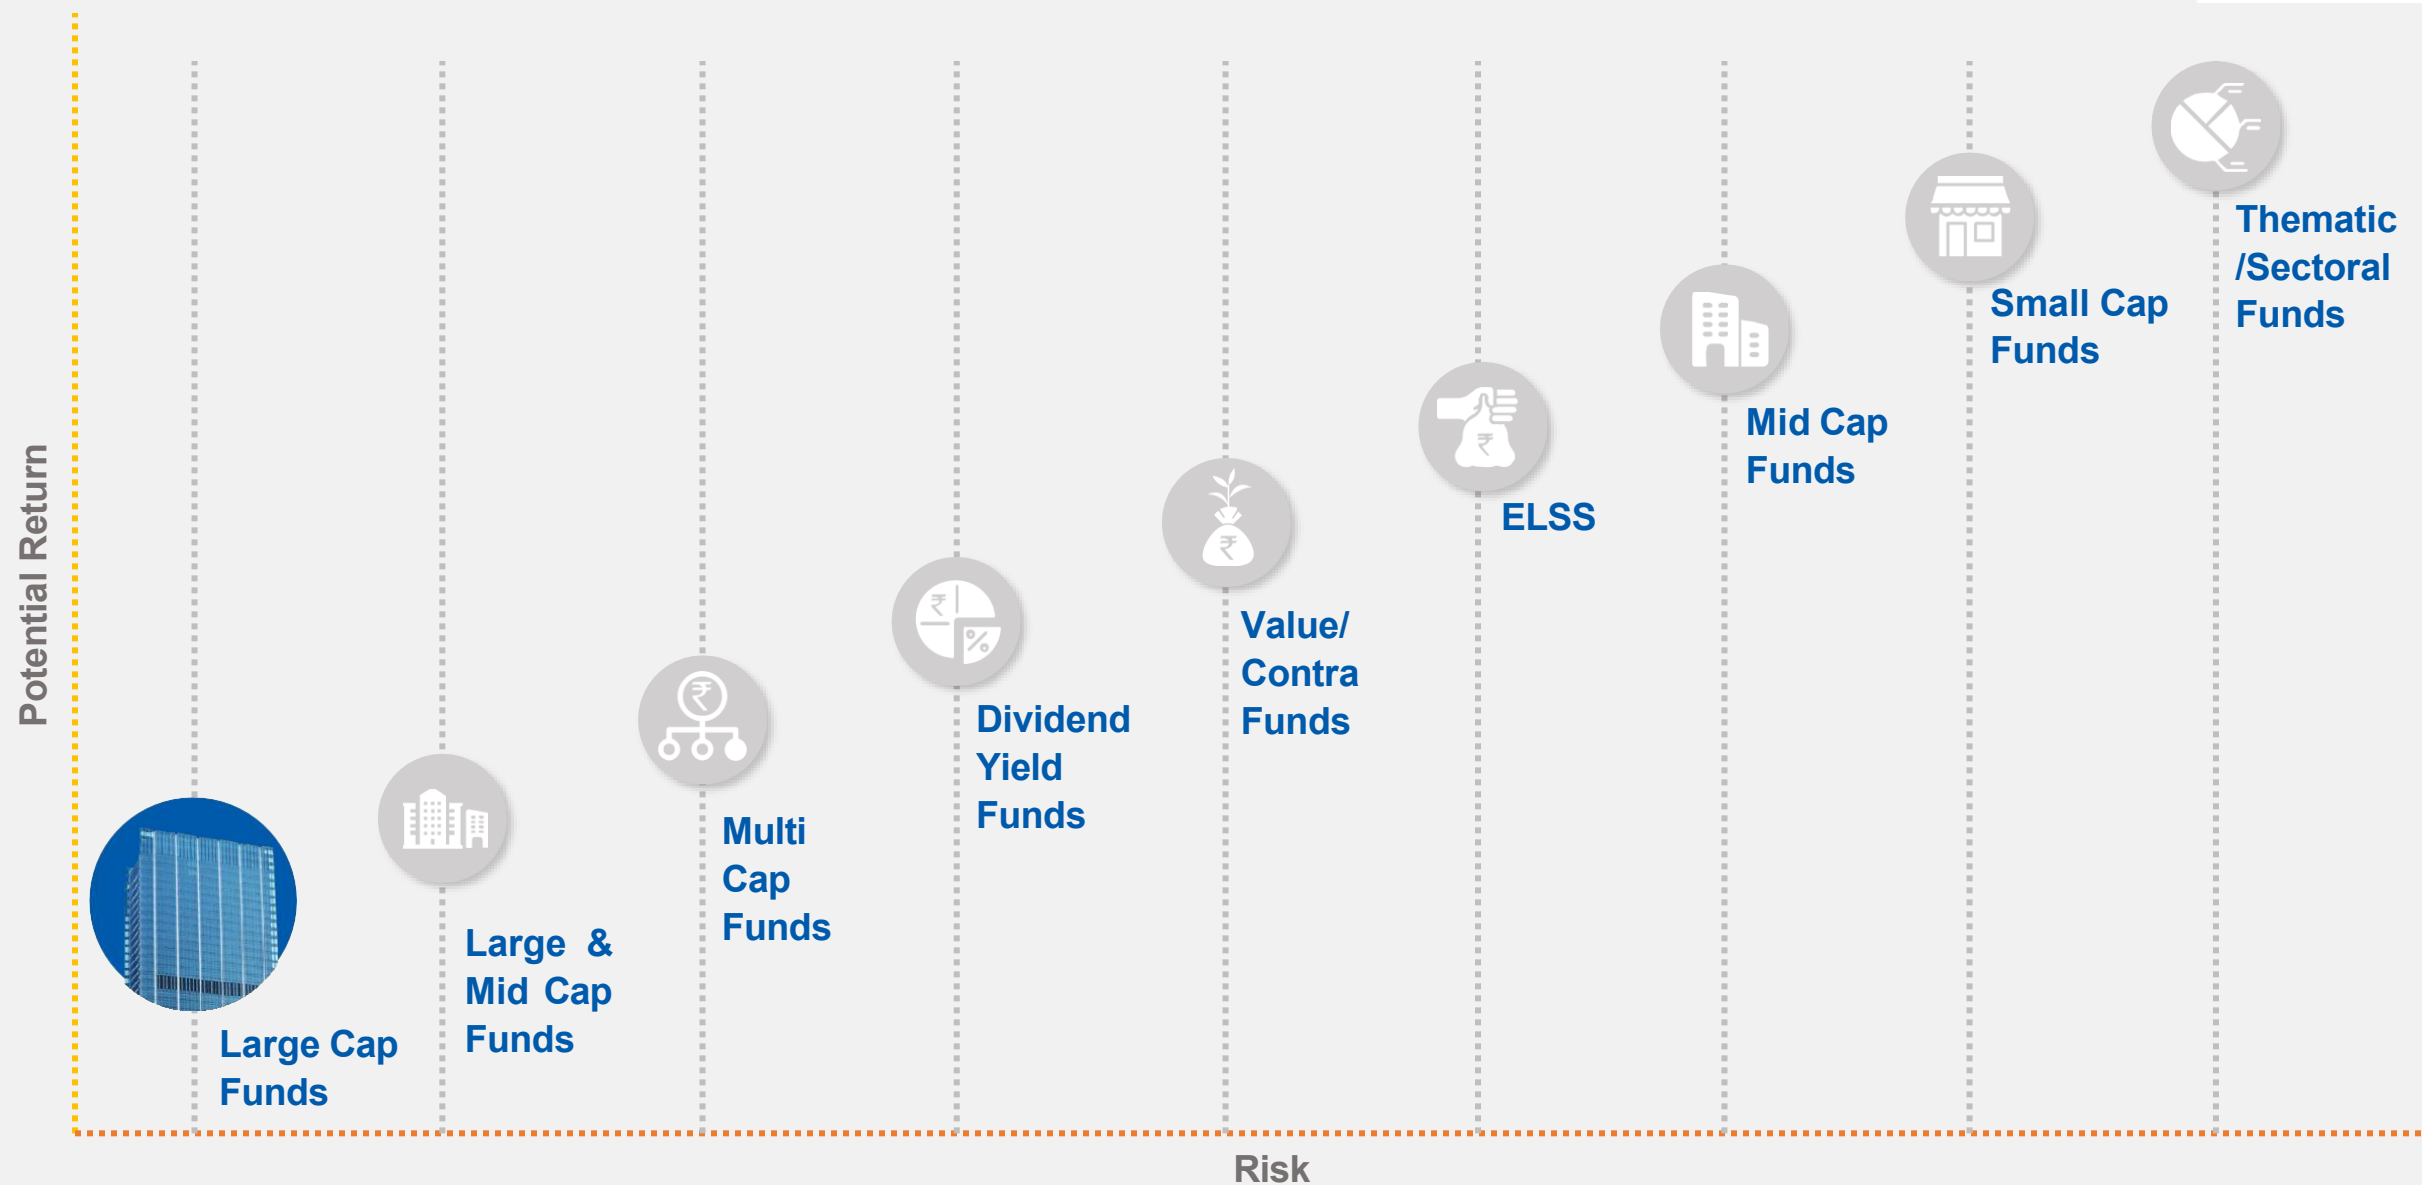 Potential Return
Large Cap
Funds
Large & 
Mid Cap
Funds
Multi
Cap
Funds
₹
Dividend
Yield
Funds
₹
%
Value/
Contra
Funds
₹
ELSS
₹
Mid Cap
Funds
Small Cap
Funds
Thematic
/Sectoral
Funds
Risk